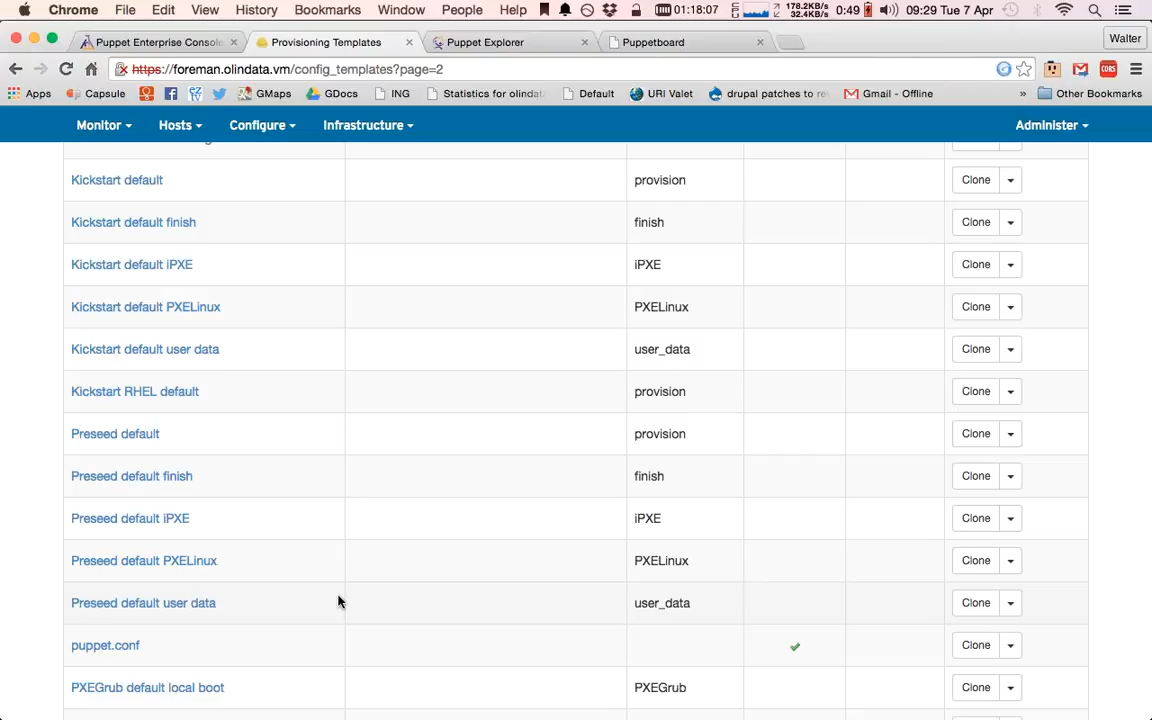 Chrome File Edit View History Bookmarks Window People Help 01:18:07 178.2KB/s 32.4KB/s 0:49 09:29 Tue 7 Apr
Puppet Enterprise Console Provisioning Templates Puppet Explorer Puppetboard Walter
https://foreman.olindata.vm/config_templates?page=2
Apps Capsule GMaps GDocs ING Statistics for olindat Default URI Valet drupal patches to re Gmail - Offline » Other Bookmarks
Monitor Hosts Configure Infrastructure Administer
Kickstart default provision Clone
Kickstart default finish finish Clone
Kickstart default iPXE iPXE Clone
Kickstart default PXELinux PXELinux Clone
Kickstart default user data user_data Clone
Kickstart RHEL default provision Clone
Preseed default provision Clone
Preseed default finish finish Clone
Preseed default iPXE iPXE Clone
Preseed default PXELinux PXELinux Clone
Preseed default user data user_data Clone
puppet.conf Clone
PXEGrub default local boot PXEGrub Clone